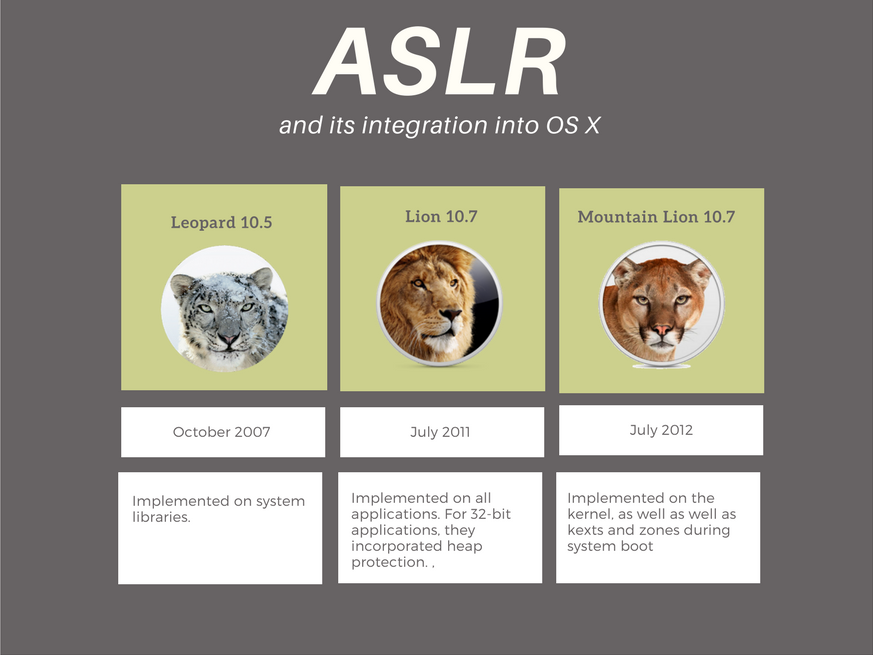 ASLR
and its integration into OS X
Leopard 10.5
Lion 10.7
Mountain Lion 10.7
October 2007
July 2011
July 2012
Implemented on system
libraries.
Implemented on all
applications. For 32-bit
applications, they
incorporated heap
protection. ,
Implemented on the
kernel, as well as well as
kexts and zones during
system boot